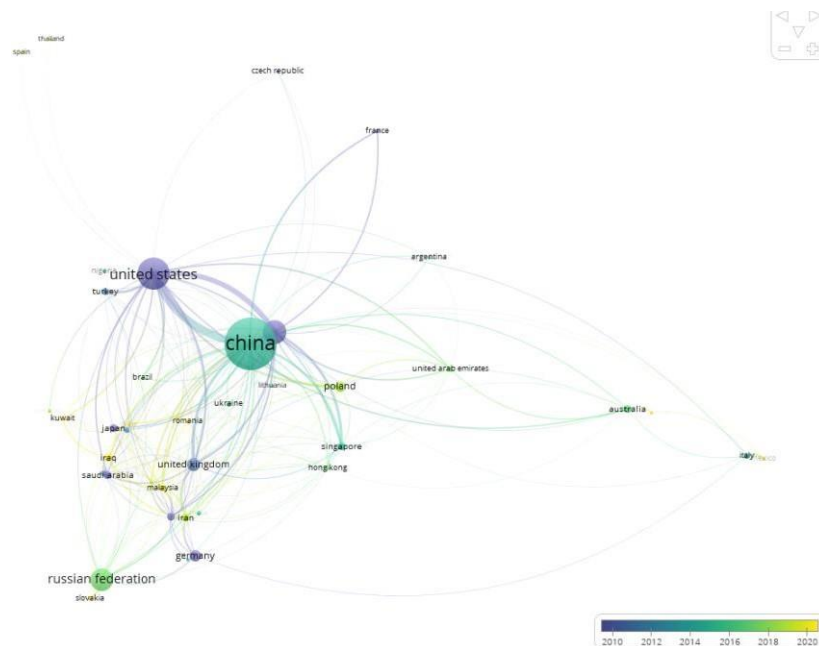 thailand
spain
czech republic
france
argentina
united states
turkey
china
united arab emirates
brazil
lithuania
poland
ukraine
australia
kuwait
romania
japan
singapore
iraq
italy
united kingdom
hong kong
saudi arabia
malaysia
iran
germany
russian federation
slovakia
2010 2012 2014 2016 2018 2020